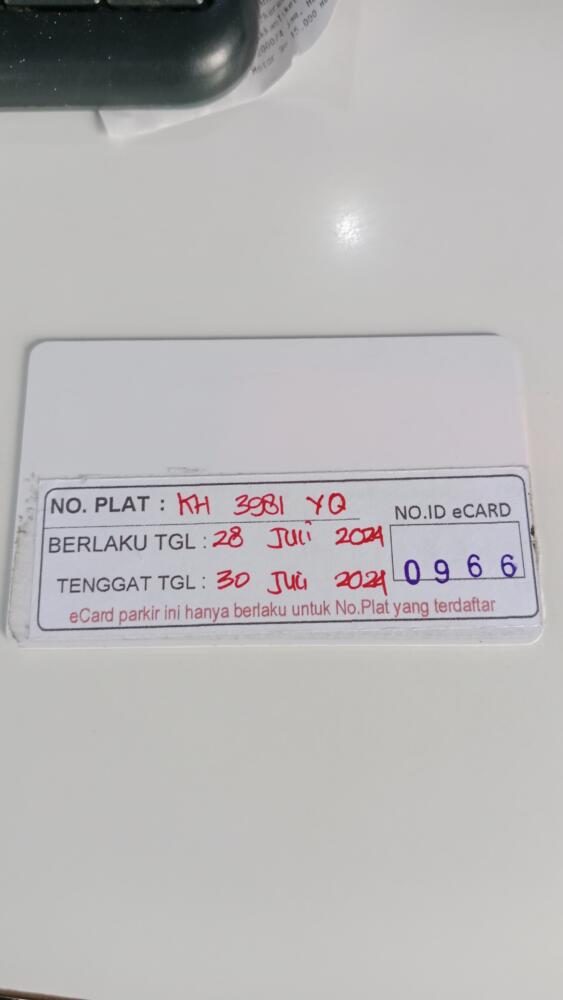 NO. PLAT : KH 3981 YQ
NO.ID eCARD
BERLAKU TGL : 28 JULI 2024
0966
TENGGAT TGL : 30 JULI 2024
eCard parkir ini hanya berlaku untuk No.Plat yang terdaftar